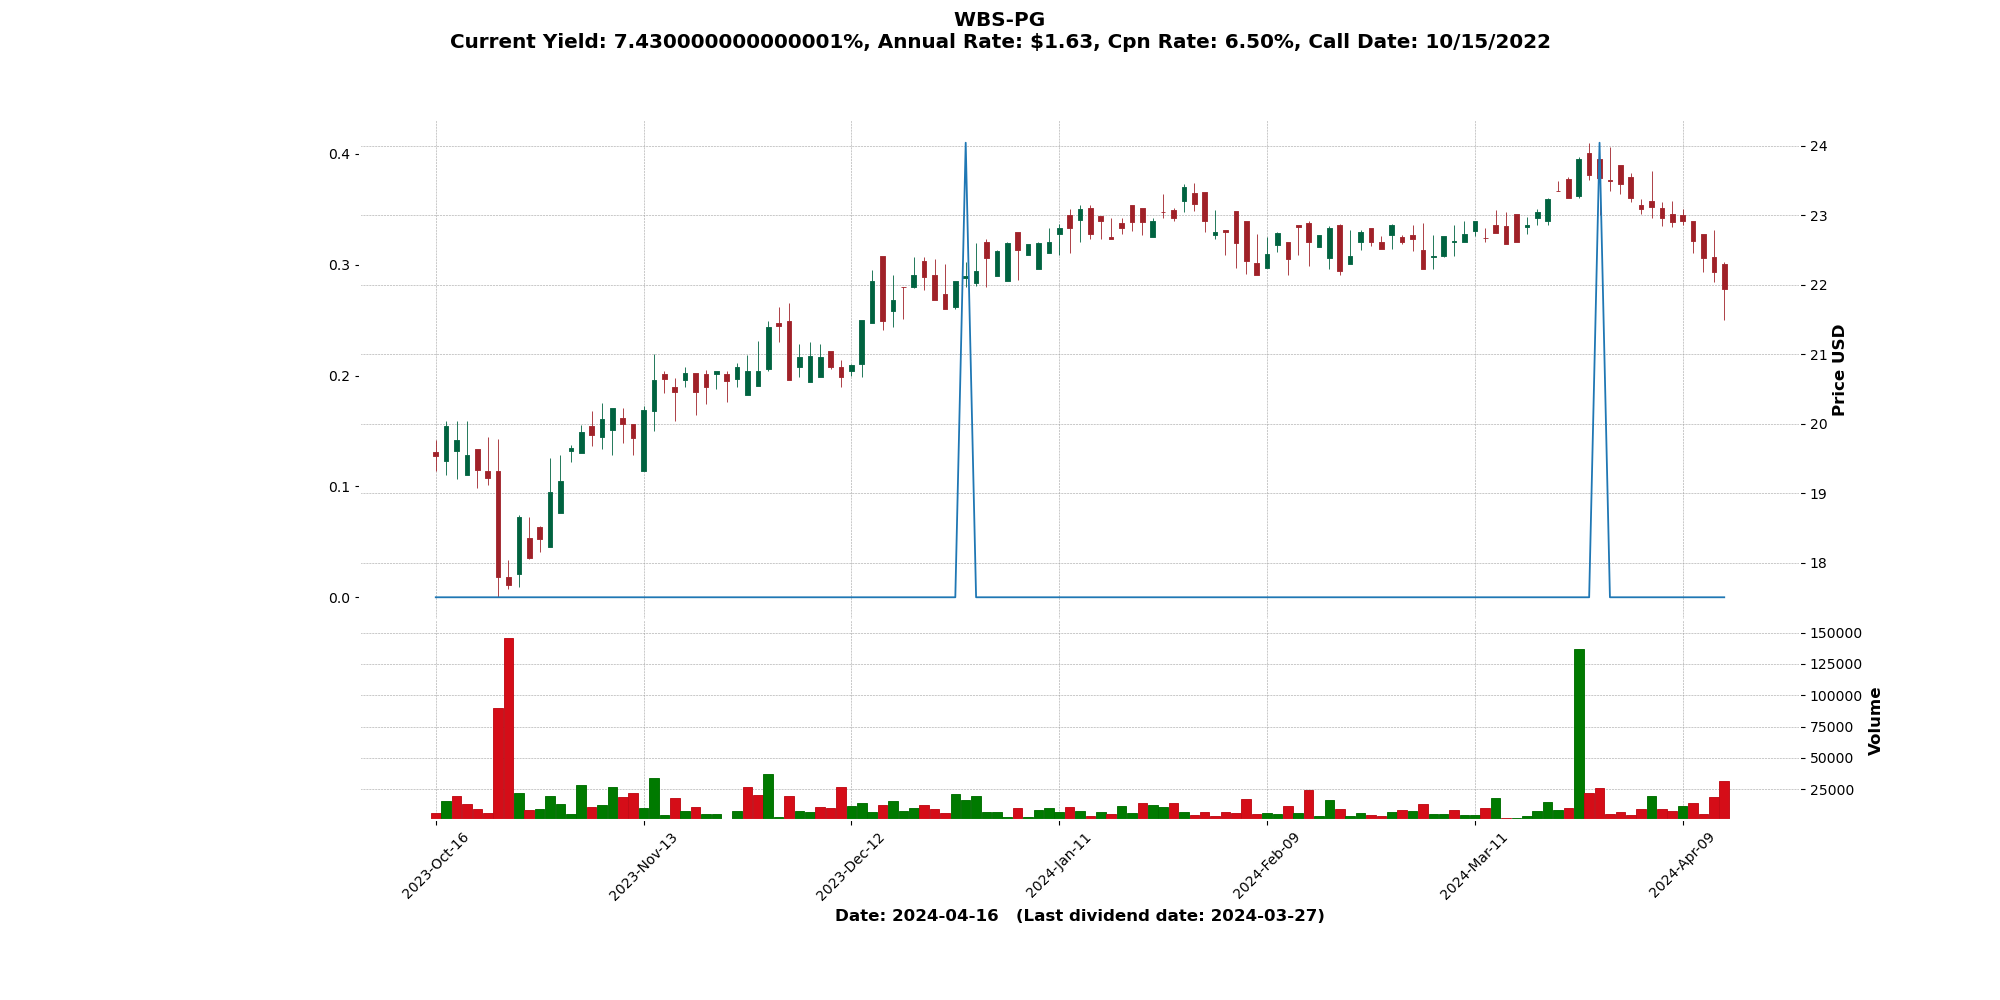 WBS-PG
Current Yield: 7.430000000000001%, Annual Rate: $1.63, Cpn Rate: 6.50%, Call Date: 10/15/2022
0.4
0.3
0.2
0.1
0.0
24
23
22
21
20
19
18
Price USD
150000
125000
100000
75000
50000
25000
Volume
2023-Oct-16
2023-Nov-13
2023-Dec-12
2024-Jan-11
2024-Feb-09
2024-Mar-11
2024-Apr-09
Date: 2024-04-16 (Last dividend date: 2024-03-27)